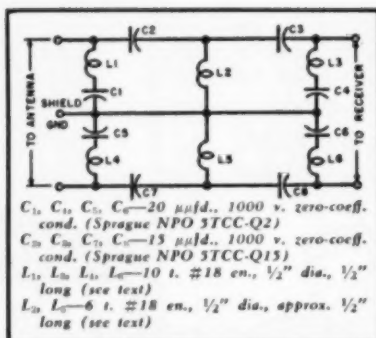 C2
C3
L1
L2
L3
C1
C4
SHIELD
GND
C5
C6
L4
L5
L6
C7
C8
TO ANTENNA
TO RECEIVER
C₁, C₄, C₅, C₆—20 μμfd., 1000 v. zero-coeff.
cond. (Sprague NPO 5TCC-Q2)
C₂, C₃, C₇, C₈—15 μμfd., 1000 v. zero-coeff.
cond. (Sprague NPO 5TCC-Q15)
L₁, L₃, L₄, L₆—10 t. #18 en., 1/2" dia., 1/2"
long (see text)
L₂, L₅—6 t. #18 en., 1/2" dia., approx. 1/2"
long (see text)